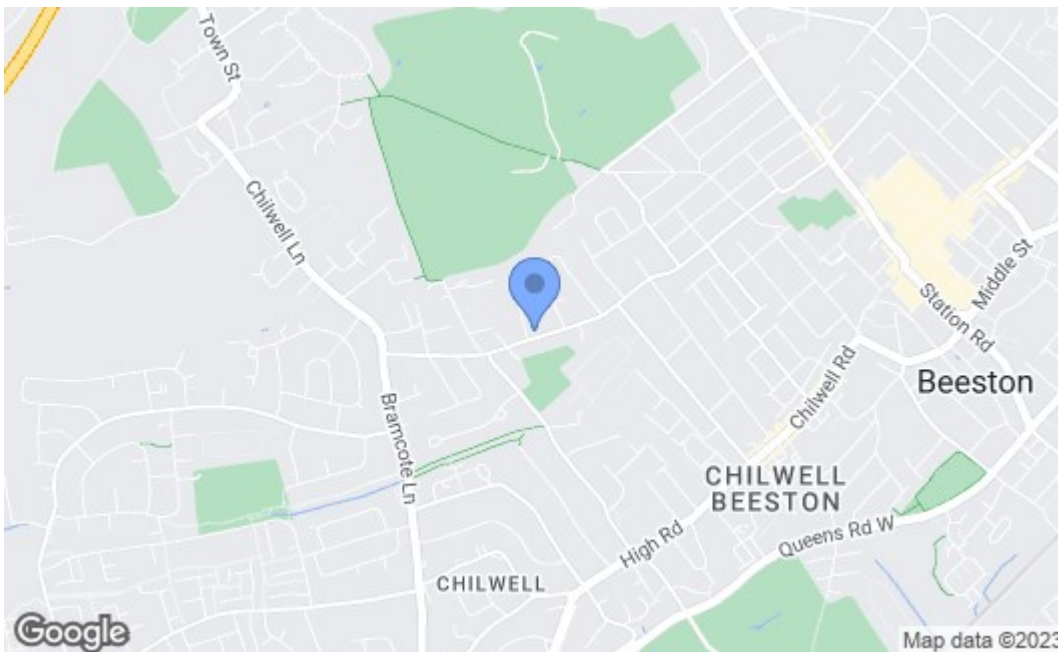 Town St
Chilwell Ln
Middle St
Station Rd
Chilwell Rd
Beeston
Bramcote Ln
CHILWELL
BEESTON
Queens Rd W
High Rd
CHILWELL
Google
Map data ©2023